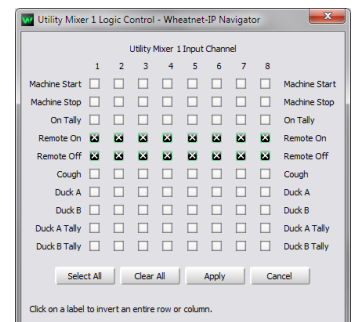 Utility Mixer 1 Logic Control - Wheatnet-IP Navigator
Utility Mixer 1 Input Channel
1 2 3 4 5 6 7 8
Machine Start Machine Start
Machine Stop Machine Stop
On Tally On Tally
Remote On Remote On
Remote Off Remote Off
Cough Cough
Duck A Duck A
Duck B Duck B
Duck A Tally Duck A Tally
Duck B Tally Duck B Tally
Select All Clear All Apply Cancel
Click on a label to invert an entire row or column.